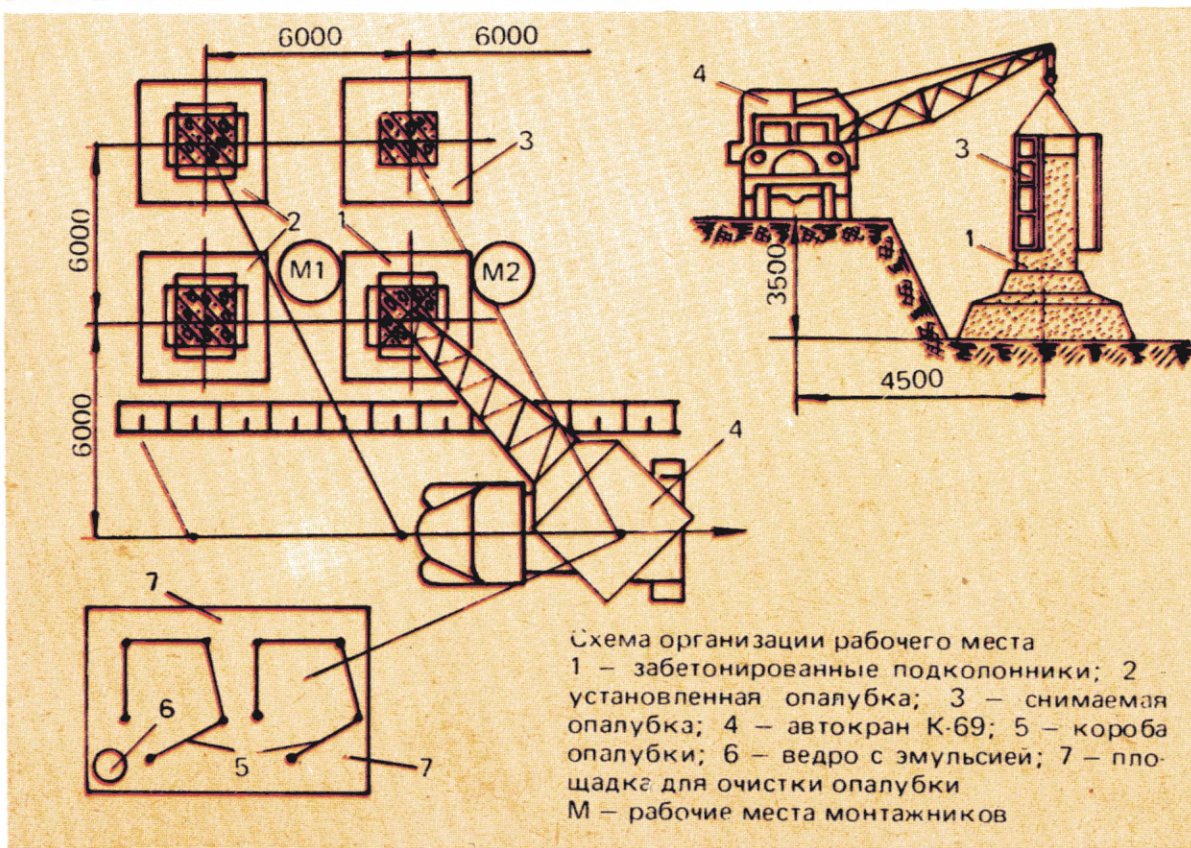 6000
6000
4
3
3
2
1
6000
М1
М2
1
3500
4500
6000
4
7
6
5
7
Схема организации рабочего места
1 – забетонированные подколонники; 2
установленная опалубка; 3 – снимаемая
опалубка; 4 – автокран К-69; 5 – короба
опалубки; 6 – ведро с эмульсией; 7 – пло-
щадка для очистки опалубки
М – рабочие места монтажников